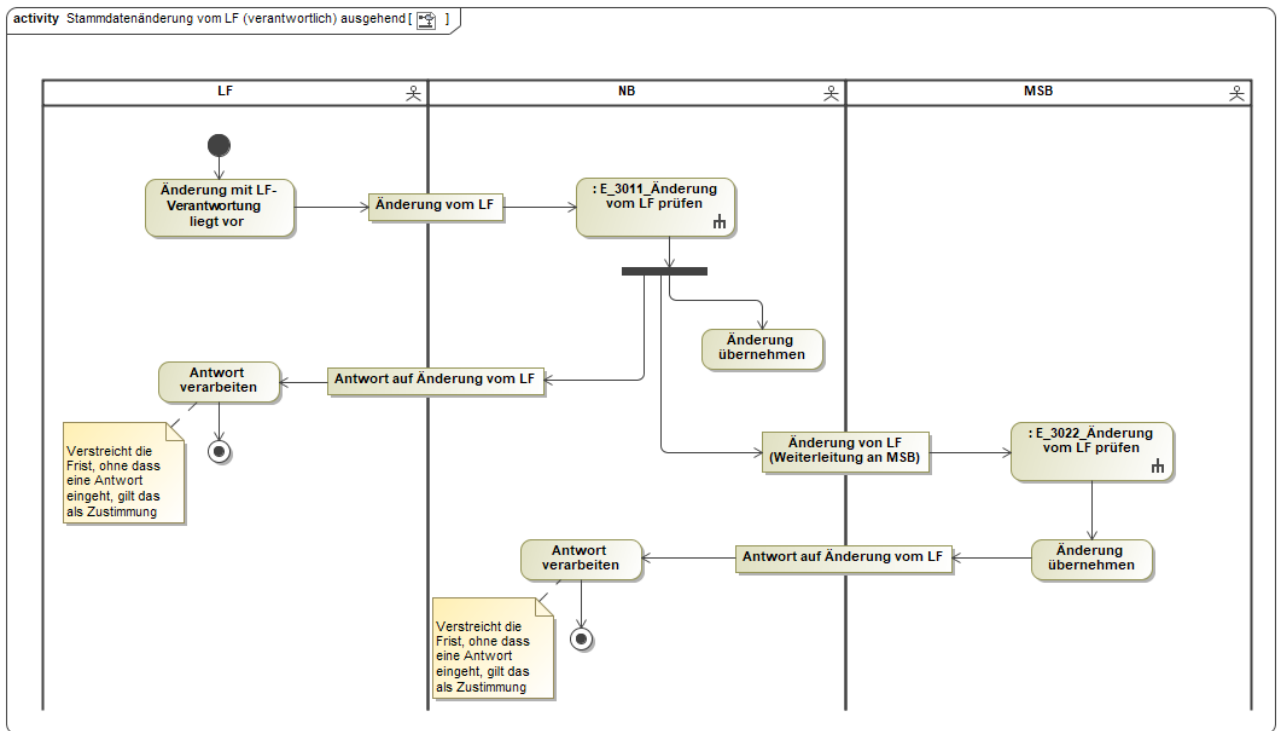 activity Stammdatenänderung vom LF (verantwortlich) ausgehend [ ]
LF
NB
MSB
Änderung mit LF-
Verantwortung
liegt vor
Änderung vom LF
: E_3011_Änderung
vom LF prüfen
Änderung
übernehmen
Antwort
verarbeiten
Antwort auf Änderung vom LF
Verstreicht die
Frist, ohne dass
eine Antwort
eingeht, gilt das
als Zustimmung
Änderung von LF
(Weiterleitung an MSB)
: E_3022_Änderung
vom LF prüfen
Antwort
verarbeiten
Antwort auf Änderung vom LF
Änderung
übernehmen
Verstreicht die
Frist, ohne dass
eine Antwort
eingeht, gilt das
als Zustimmung